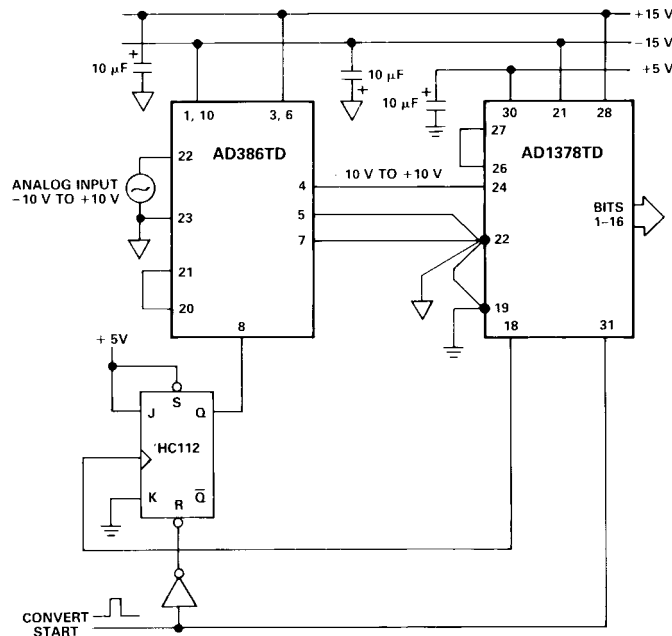 +15 V
-15 V
+5 V
10 µF
+
10 µF
+
10 µF
+
1, 10
3, 6
AD386TD
30
21
28
27
AD1378TD
26
22
ANALOG INPUT
-10 V TO +10 V
23
4
10 V TO +10 V
24
5
7
22
BITS
1-16
21
20
8
19
18
31
+ 5V
S
J
Q
'HC112
K
R
Q
CONVERT
START